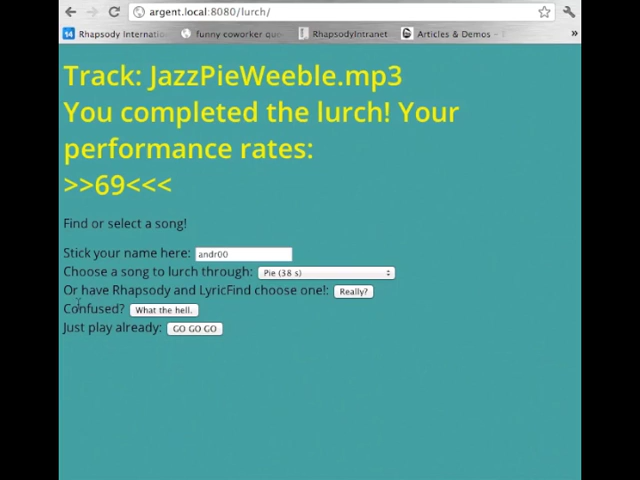 argent.local:8080/lurch/
14 Rhapsody Internatio funny coworker quo RhapsodyIntranet Articles & Demos - »
Track: JazzPieWeeble.mp3
You completed the lurch! Your
performance rates:
>>69<<<
Find or select a song!
Stick your name here: andr00
Choose a song to lurch through: Pie (38 s)
Or have Rhapsody and LyricFind choose one!: Really?
Confused? What the hell.
Just play already: GO GO GO